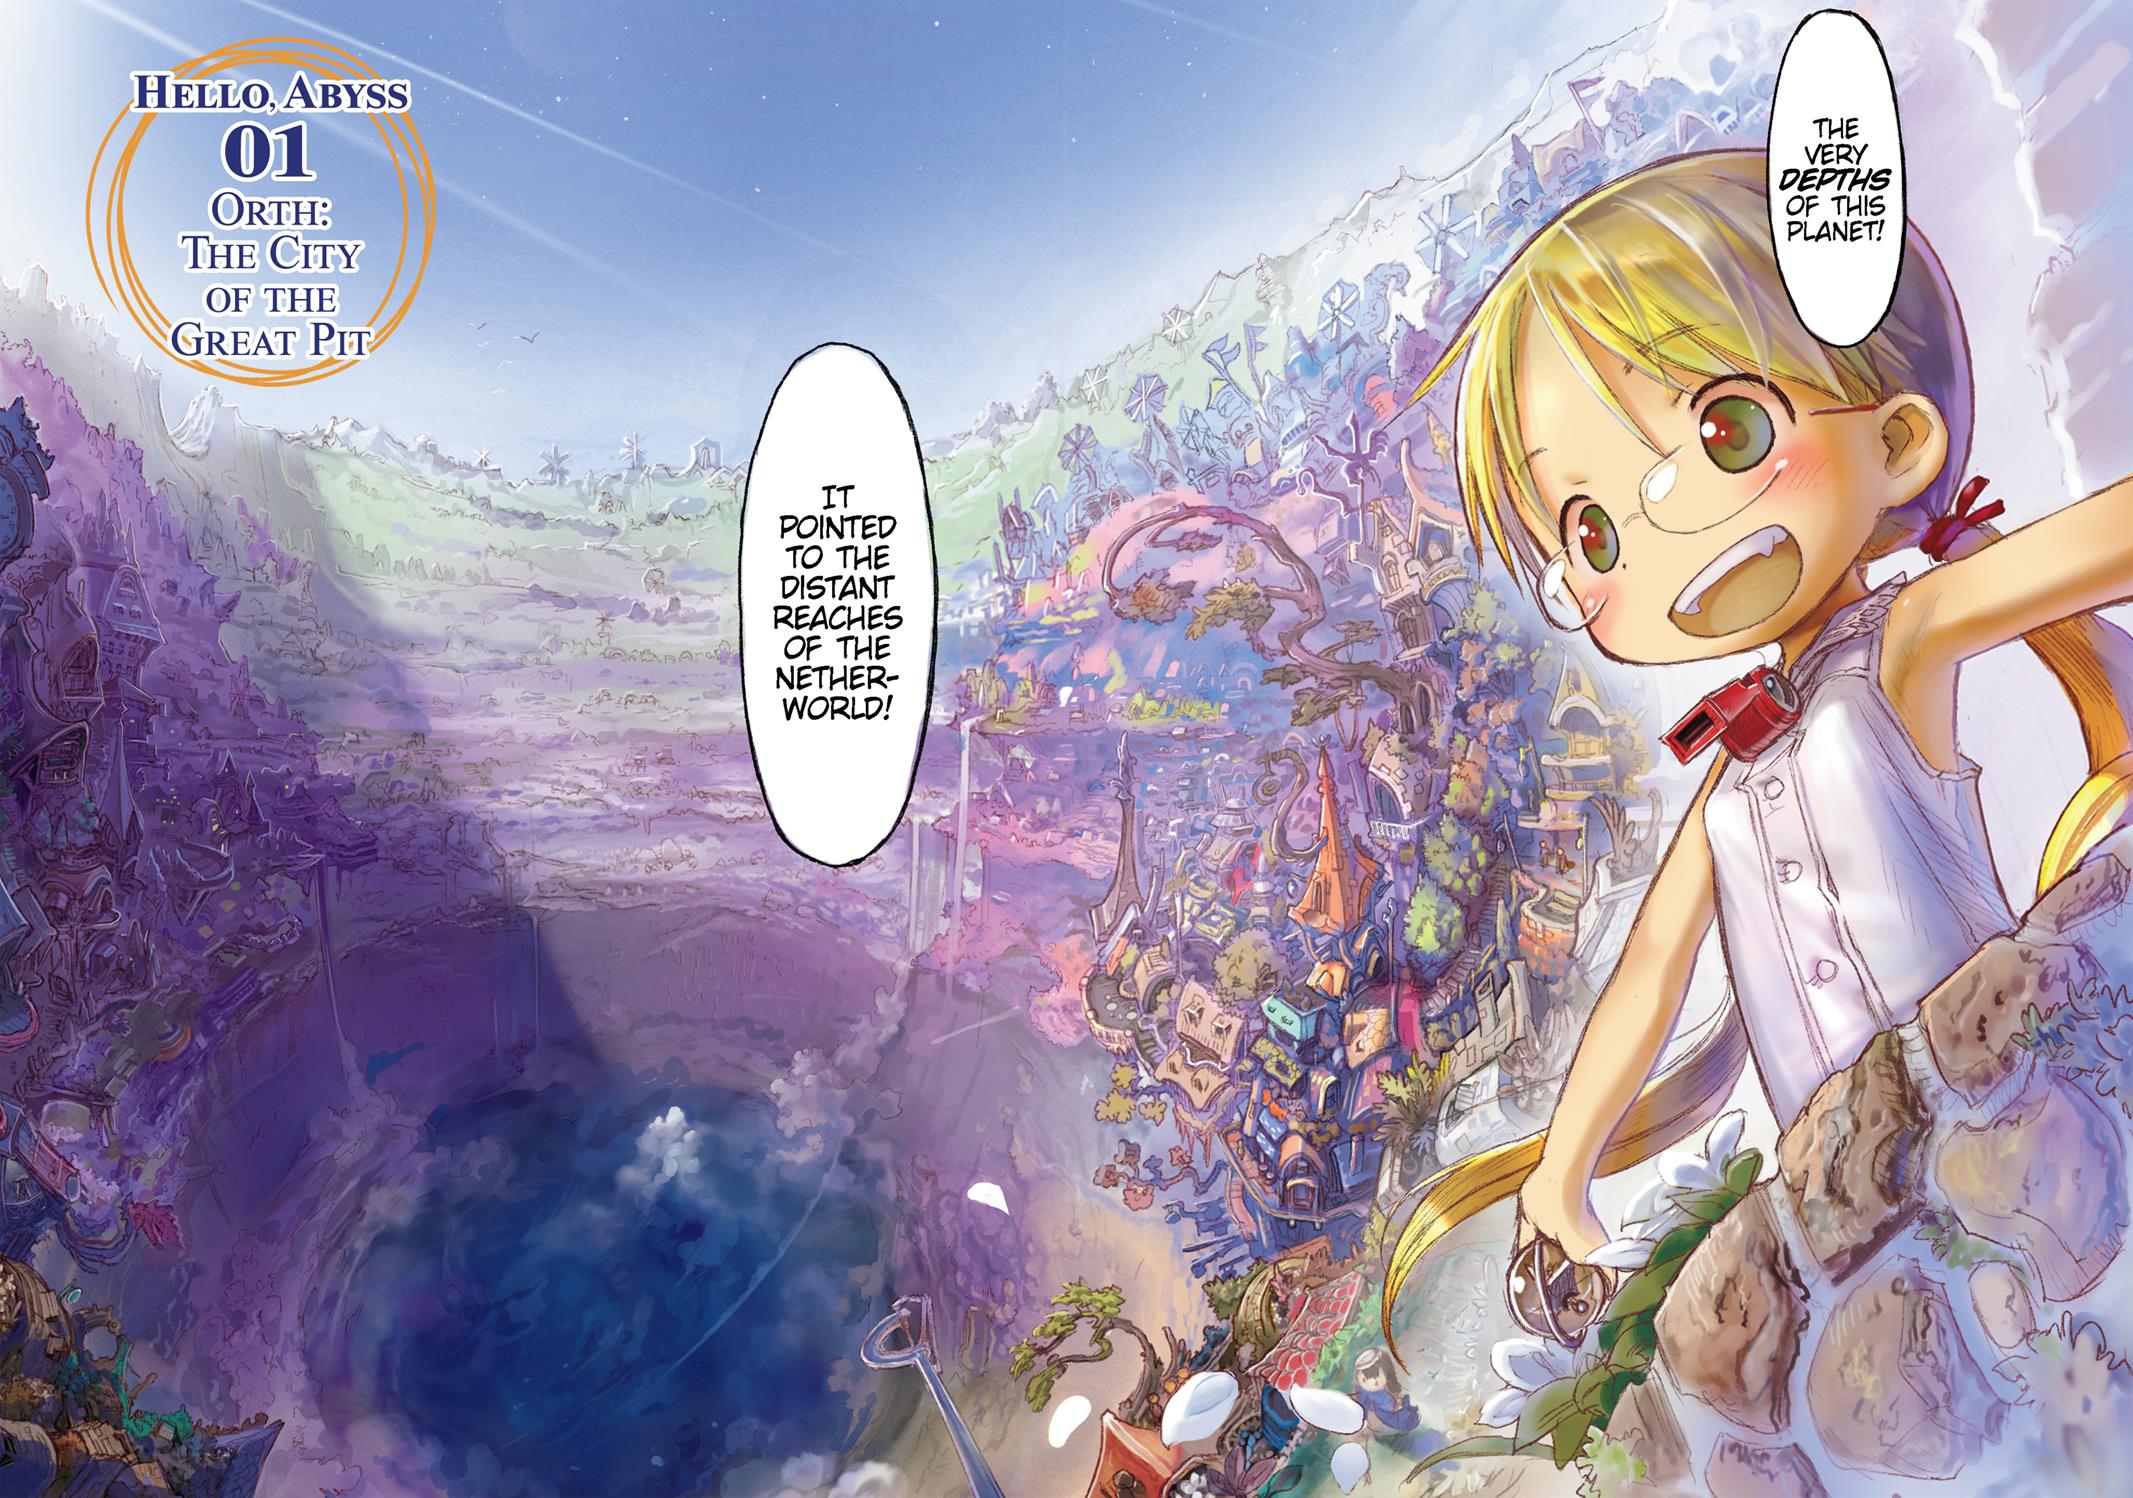 HELLO, ABYSS
01
ORTH:
THE CITY
OF THE
GREAT PIT
THE
VERY
DEPTHS
OF THIS
PLANET!
IT
POINTED
TO THE
DISTANT
REACHES
OF THE
NETHER-
WORLD!